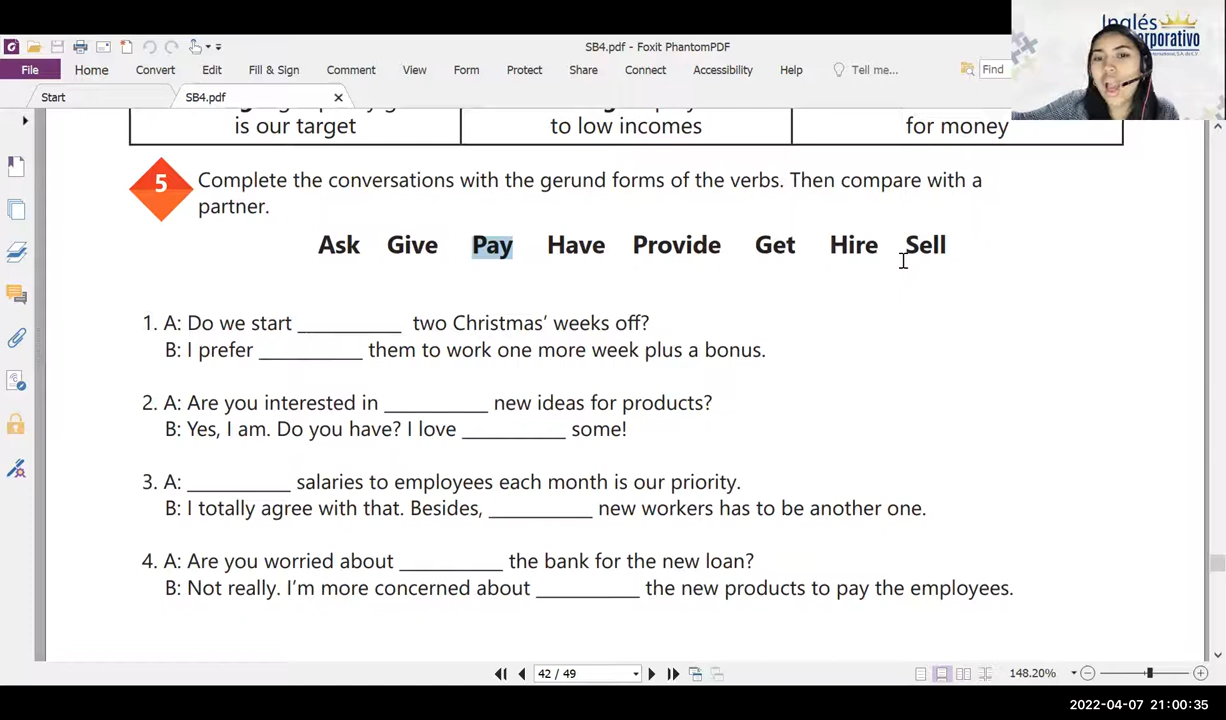 SB4.pdf - Foxit PhantomPDF
Inglés
Corporativo
File Home Convert Edit Fill & Sign Comment View Form Protect Share Connect Accessibility Help Tell me... Find
Start SB4.pdf
is our target to low incomes for money
5 Complete the conversations with the gerund forms of the verbs. Then compare with a
partner.
Ask Give Pay Have Provide Get Hire Sell
1. A: Do we start __________ two Christmas’ weeks off?
B: I prefer __________ them to work one more week plus a bonus.
2. A: Are you interested in __________ new ideas for products?
B: Yes, I am. Do you have? I love __________ some!
3. A: __________ salaries to employees each month is our priority.
B: I totally agree with that. Besides, __________ new workers has to be another one.
4. A: Are you worried about __________ the bank for the new loan?
B: Not really. I’m more concerned about __________ the new products to pay the employees.
42 / 49 148.20%
2022-04-07 21:00:35